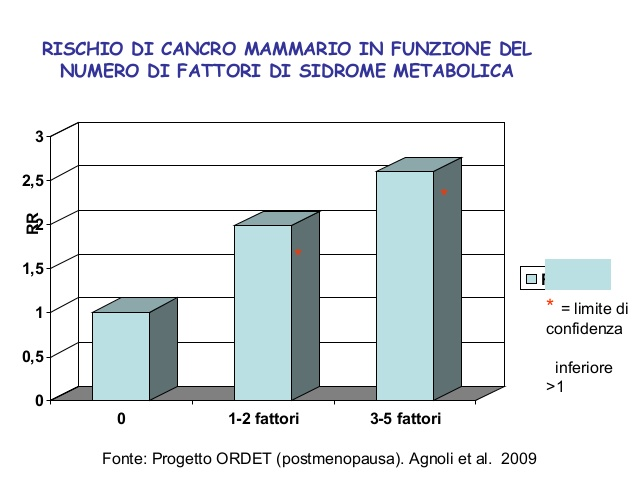 RISCHIO DI CANCRO MAMMARIO IN FUNZIONE DEL
NUMERO DI FATTORI DI SIDROME METABOLICA
3
2,5
2
1,5
1
0,5
0
RR
0
1-2 fattori
3-5 fattori
*
*
* = limite di
confidenza
inferiore
>1
Fonte: Progetto ORDET (postmenopausa). Agnoli et al. 2009